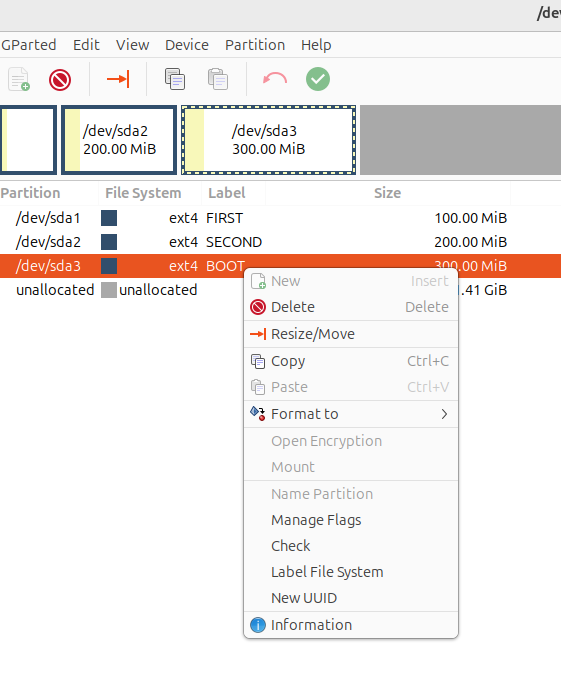 /dev
GParted Edit View Device Partition Help
/dev/sda2
200.00 MiB
/dev/sda3
300.00 MiB
Partition File System Label Size
/dev/sda1 ext4 FIRST 100.00 MiB
/dev/sda2 ext4 SECOND 200.00 MiB
/dev/sda3 ext4 BOOT 300.00 MiB
unallocated unallocated .41 GiB
New Insert
Delete Delete
Resize/Move
Copy Ctrl+C
Paste Ctrl+V
Format to
Open Encryption
Mount
Name Partition
Manage Flags
Check
Label File System
New UUID
Information